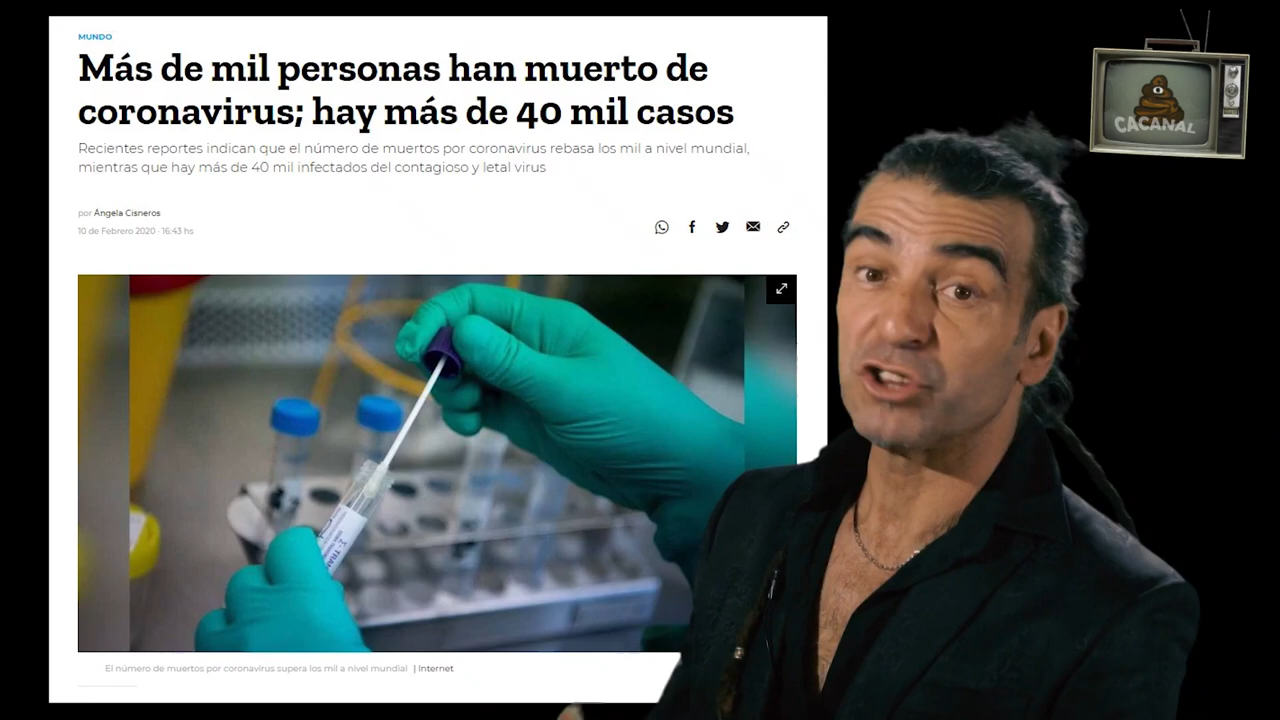 MUNDO
Más de mil personas han muerto de
coronavirus; hay más de 40 mil casos
Recientes reportes indican que el número de muertos por coronavirus rebasa los mil a nivel mundial,
mientras que hay más de 40 mil infectados del contagioso y letal virus
por Ángela Cisneros
10 de Febrero 2020 - 16:43 hs
CACANAL
El número de muertos por coronavirus supera los mil a nivel mundial | Internet